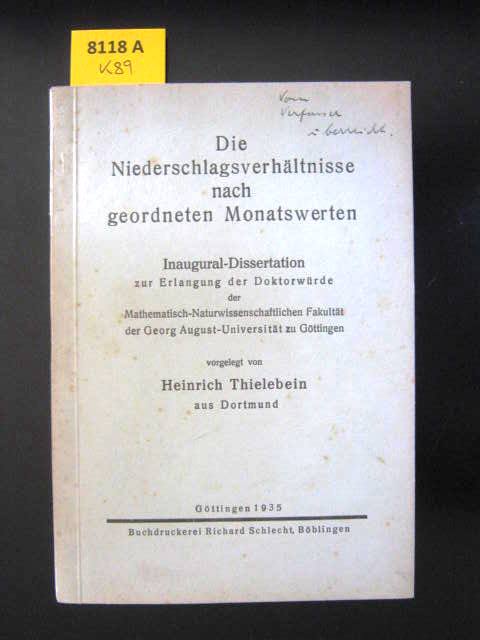 8118 A
K89
Vom
Verfasser
überreicht.
Die
Niederschlagsverhältnisse
nach
geordneten Monatswerten
Inaugural-Dissertation
zur Erlangung der Doktorwürde
der
Mathematisch-Naturwissenschaftlichen Fakultät
der Georg August-Universität zu Göttingen
vorgelegt von
Heinrich Thielebein
aus Dortmund
Göttingen 1935
Buchdruckerei Richard Schlecht, Böblingen